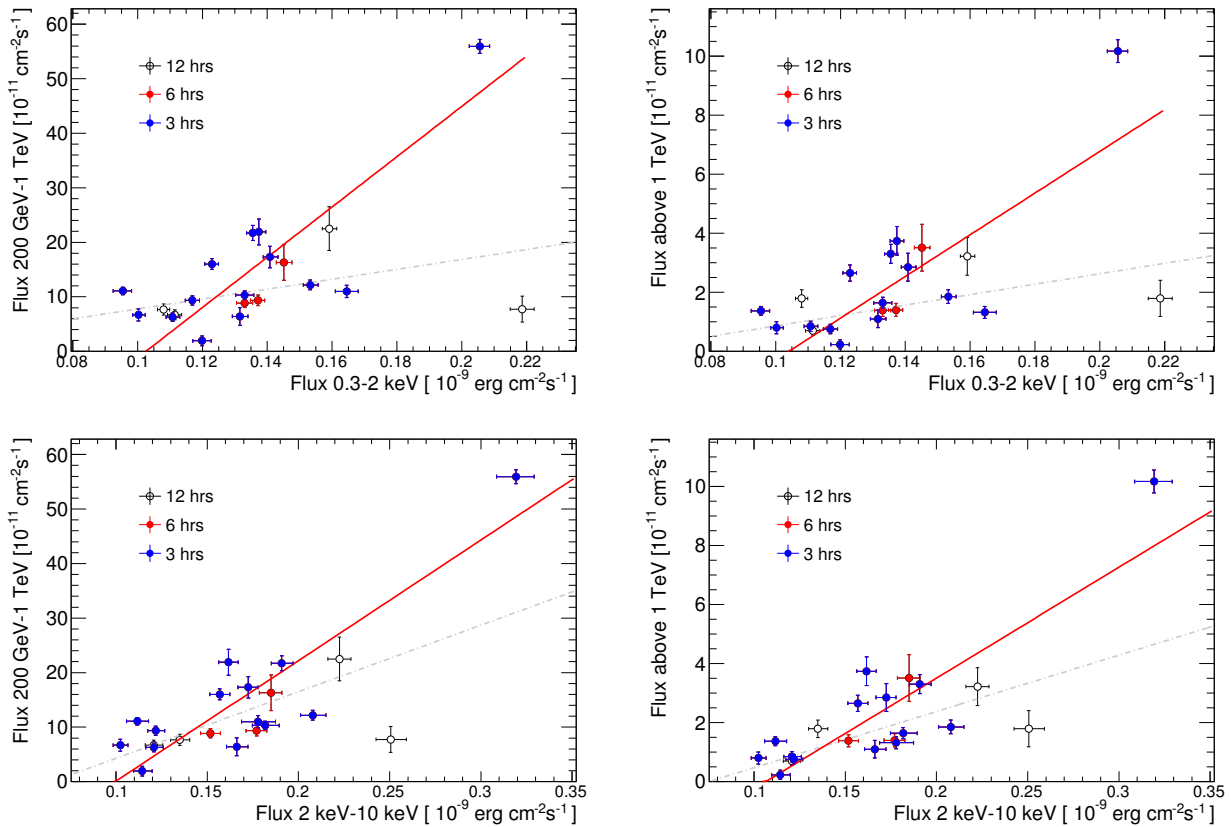 Flux 200 GeV-1 TeV [10⁻¹¹ cm⁻²s⁻¹]
60
50
40
30
20
10
0
12 hrs
6 hrs
3 hrs
0.08 0.1 0.12 0.14 0.16 0.18 0.2 0.22
Flux 0.3-2 keV [ 10⁻⁹ erg cm⁻²s⁻¹]
Flux above 1 TeV [10⁻¹¹ cm⁻²s⁻¹]
10
8
6
4
2
0
12 hrs
6 hrs
3 hrs
0.08 0.1 0.12 0.14 0.16 0.18 0.2 0.22
Flux 0.3-2 keV [ 10⁻⁹ erg cm⁻²s⁻¹]
Flux 200 GeV-1 TeV [10⁻¹¹ cm⁻²s⁻¹]
60
50
40
30
20
10
0
12 hrs
6 hrs
3 hrs
0.1 0.15 0.2 0.25 0.3 0.35
Flux 2 keV-10 keV [ 10⁻⁹ erg cm⁻²s⁻¹]
Flux above 1 TeV [10⁻¹¹ cm⁻²s⁻¹]
10
8
6
4
2
0
12 hrs
6 hrs
3 hrs
0.1 0.15 0.2 0.25 0.3 0.35
Flux 2 keV-10 keV [ 10⁻⁹ erg cm⁻²s⁻¹]